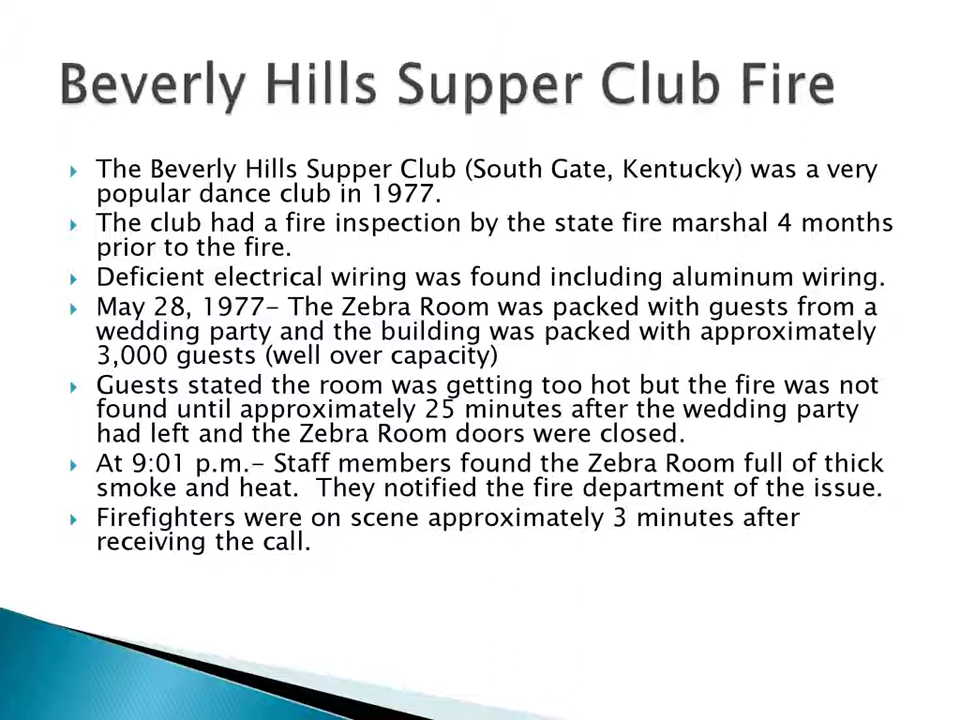 Beverly Hills Supper Club Fire
The Beverly Hills Supper Club (South Gate, Kentucky) was a very
popular dance club in 1977.
The club had a fire inspection by the state fire marshal 4 months
prior to the fire.
Deficient electrical wiring was found including aluminum wiring.
May 28, 1977- The Zebra Room was packed with guests from a
wedding party and the building was packed with approximately
3,000 guests (well over capacity)
Guests stated the room was getting too hot but the fire was not
found until approximately 25 minutes after the wedding party
had left and the Zebra Room doors were closed.
At 9:01 p.m.- Staff members found the Zebra Room full of thick
smoke and heat.  They notified the fire department of the issue.
Firefighters were on scene approximately 3 minutes after
receiving the call.